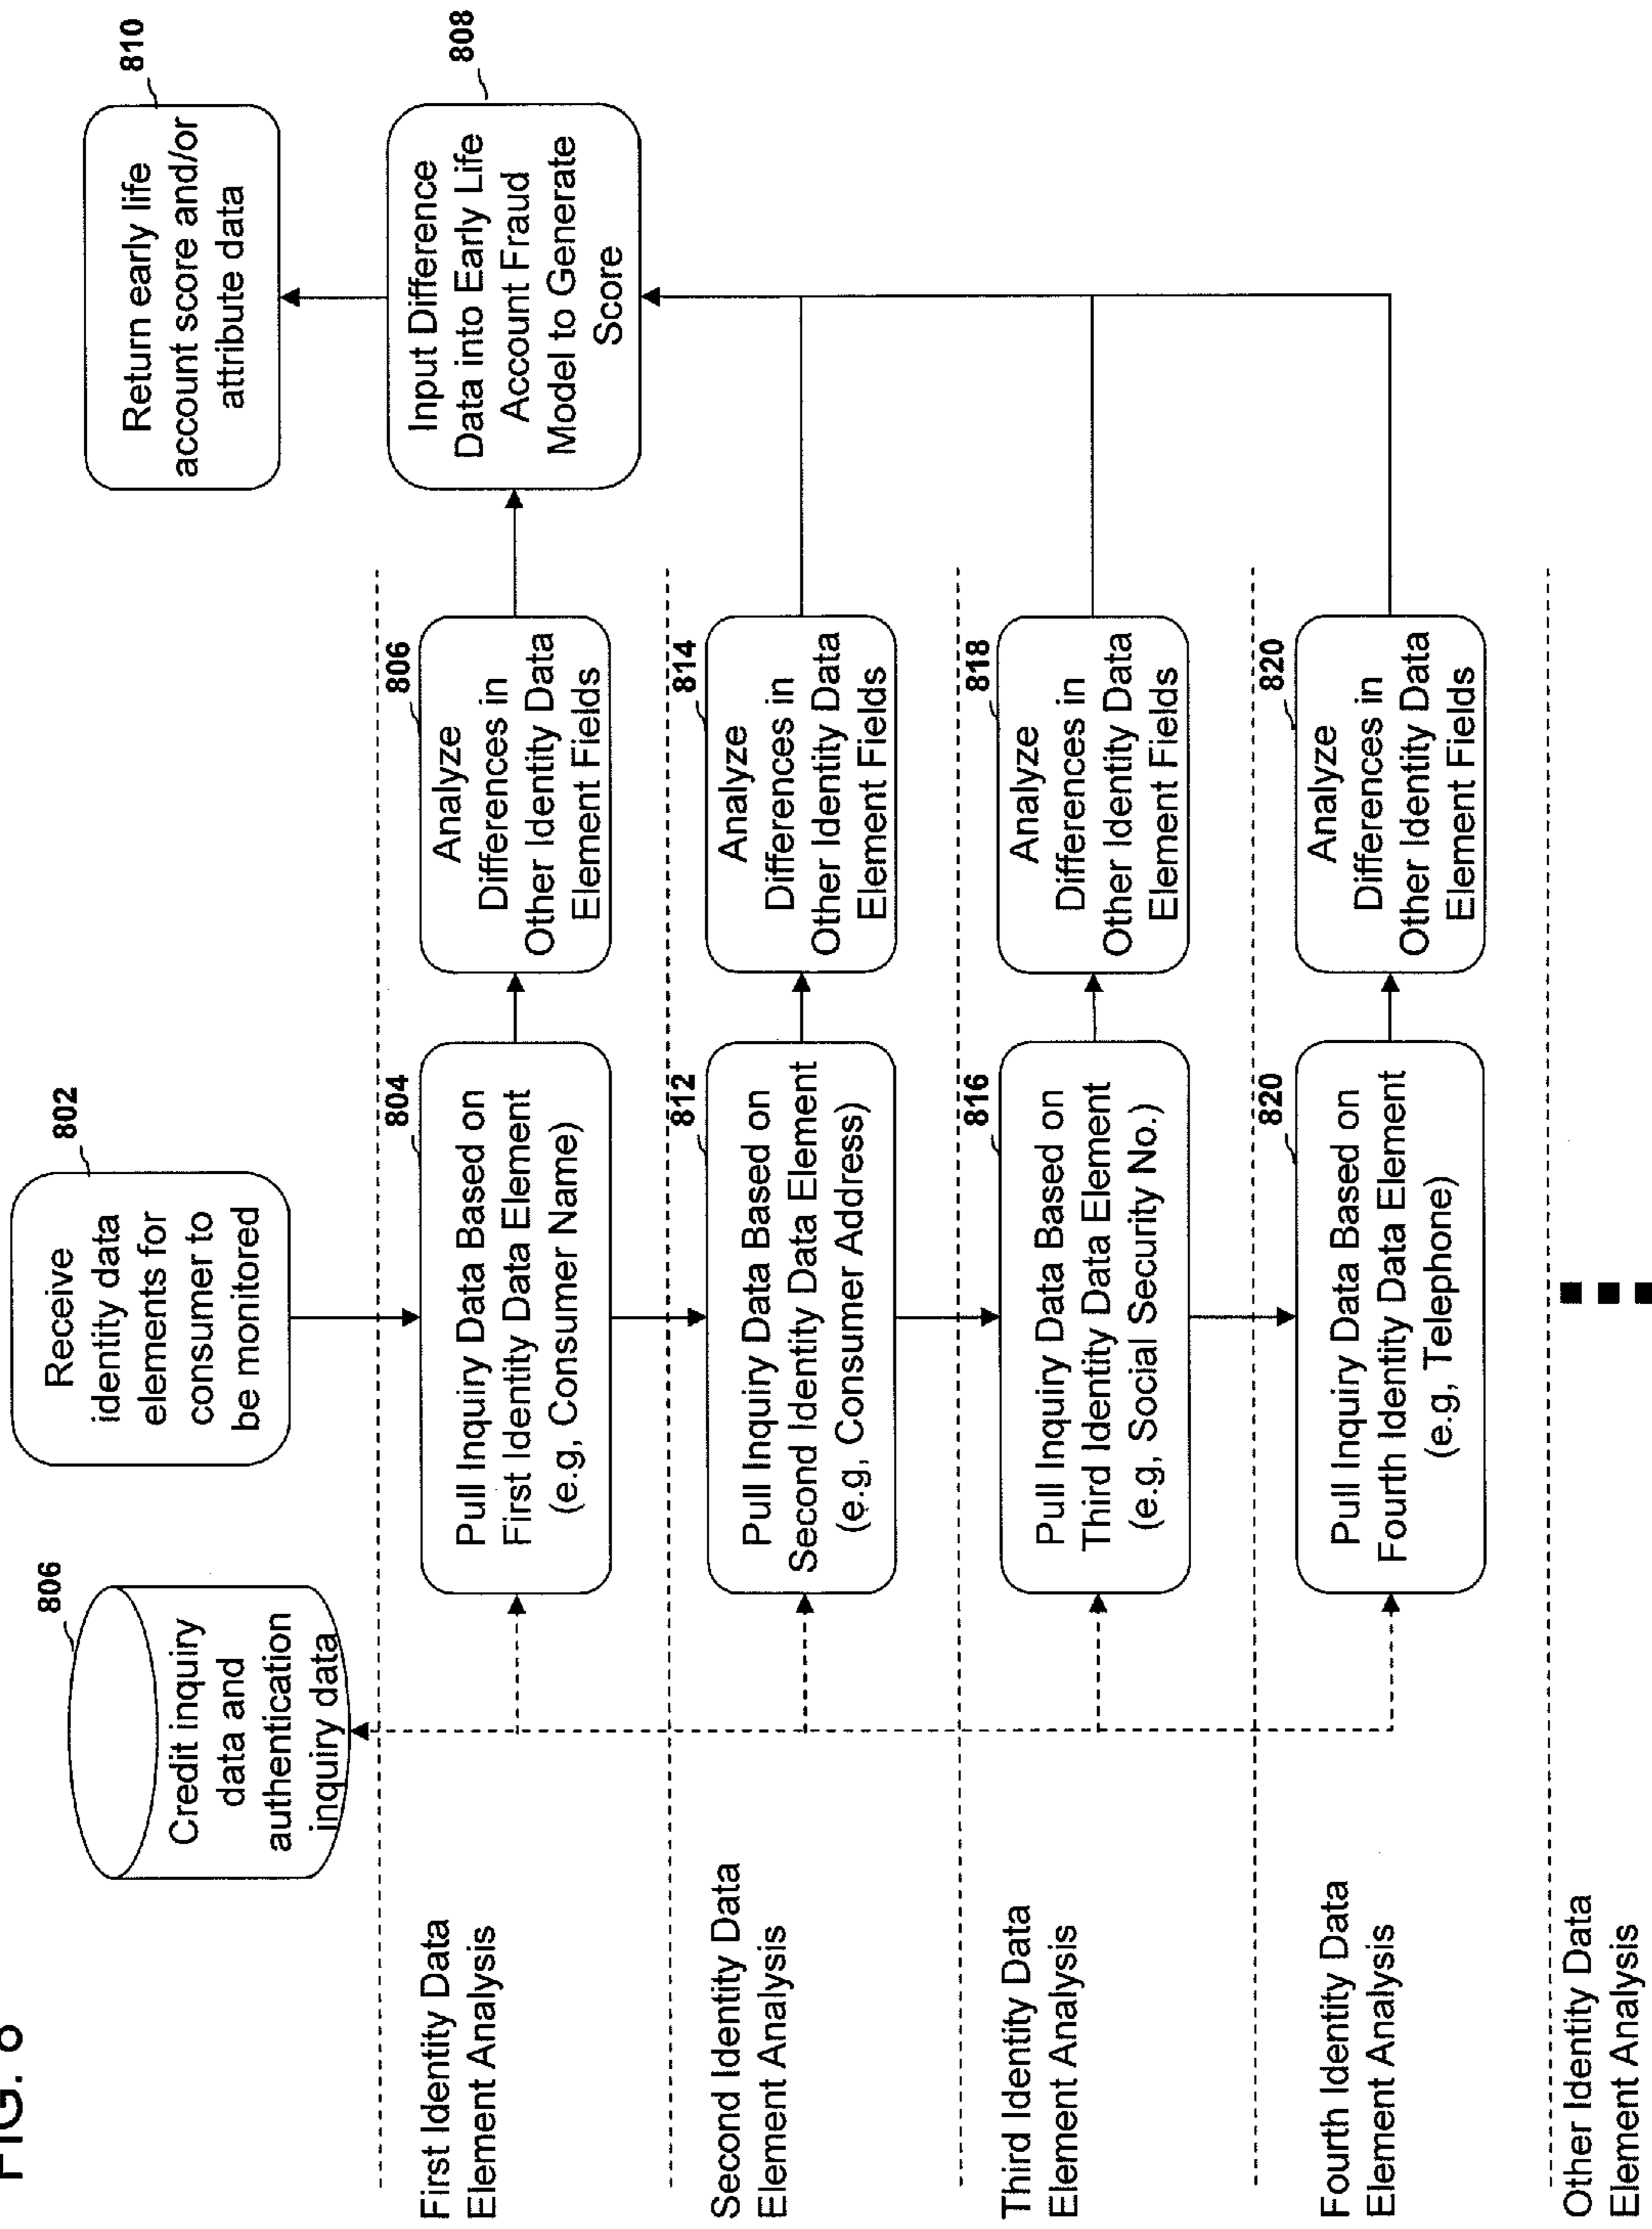 FIG. 8
806
Credit inquiry
data and
authentication
inquiry data
802
Receive
identity data
elements for
consumer to
be monitored
810
Return early life
account score and/or
attribute data
First Identity Data
Element Analysis
804
Pull Inquiry Data Based on
First Identity Data Element
(e.g, Consumer Name)
806
Analyze
Differences in
Other Identity Data
Element Fields
808
Input Difference
Data into Early Life
Account Fraud
Model to Generate
Score
Second Identity Data
Element Analysis
812
Pull Inquiry Data Based on
Second Identity Data Element
(e.g, Consumer Address)
814
Analyze
Differences in
Other Identity Data
Element Fields
Third Identity Data
Element Analysis
816
Pull Inquiry Data Based on
Third Identity Data Element
(e.g, Social Security No.)
818
Analyze
Differences in
Other Identity Data
Element Fields
Fourth Identity Data
Element Analysis
820
Pull Inquiry Data Based on
Fourth Identity Data Element
(e.g, Telephone)
820
Analyze
Differences in
Other Identity Data
Element Fields
Other Identity Data
Element Analysis